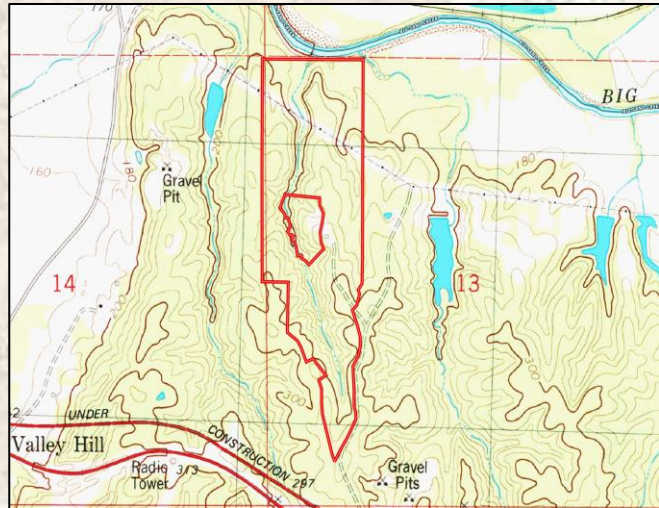 170
BIG
160
180
Gravel
Pit
180
14
200
13
300
300
UNDER
CONSTRUCTION
Valley Hill
Radio
Tower
313
297
Gravel
Pits